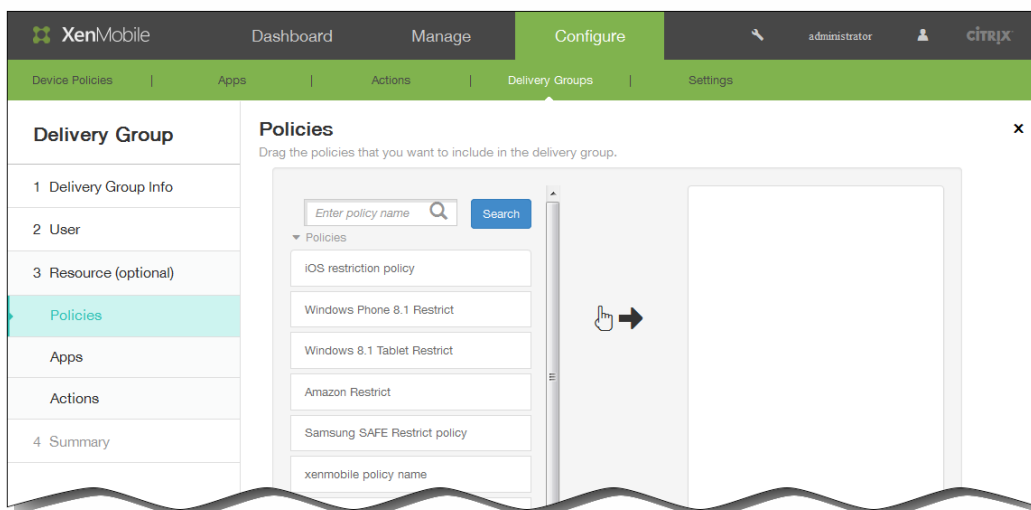 XenMobile Dashboard Manage Configure administrator CİTRIX
Device Policies | Apps | Actions | Delivery Groups | Settings
Delivery Group
1 Delivery Group Info
2 User
3 Resource (optional)
Policies
Apps
Actions
4 Summary
Policies x
Drag the policies that you want to include in the delivery group.
Enter policy name Search
Policies
iOS restriction policy
Windows Phone 8.1 Restrict
Windows 8.1 Tablet Restrict
Amazon Restrict
Samsung SAFE Restrict policy
xenmobile policy name